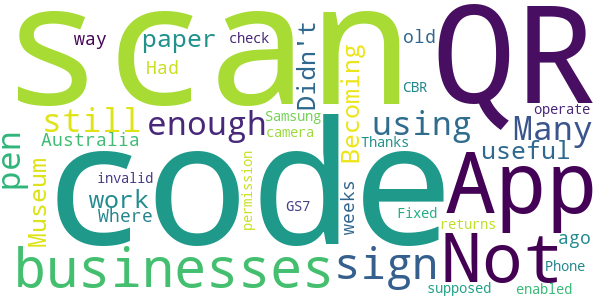 scan
QR
way
paper
check
Didn't
old
Had
Becoming
CBR
still
enough
Samsung
using
operate
Many
Australia
camera
Thanks
useful
pen
code
App
Museum
invalid
permission
work
Where
GS7
weeks
Fixed
returns
Not
ago
businesses
sign
Phone
supposed
enabled